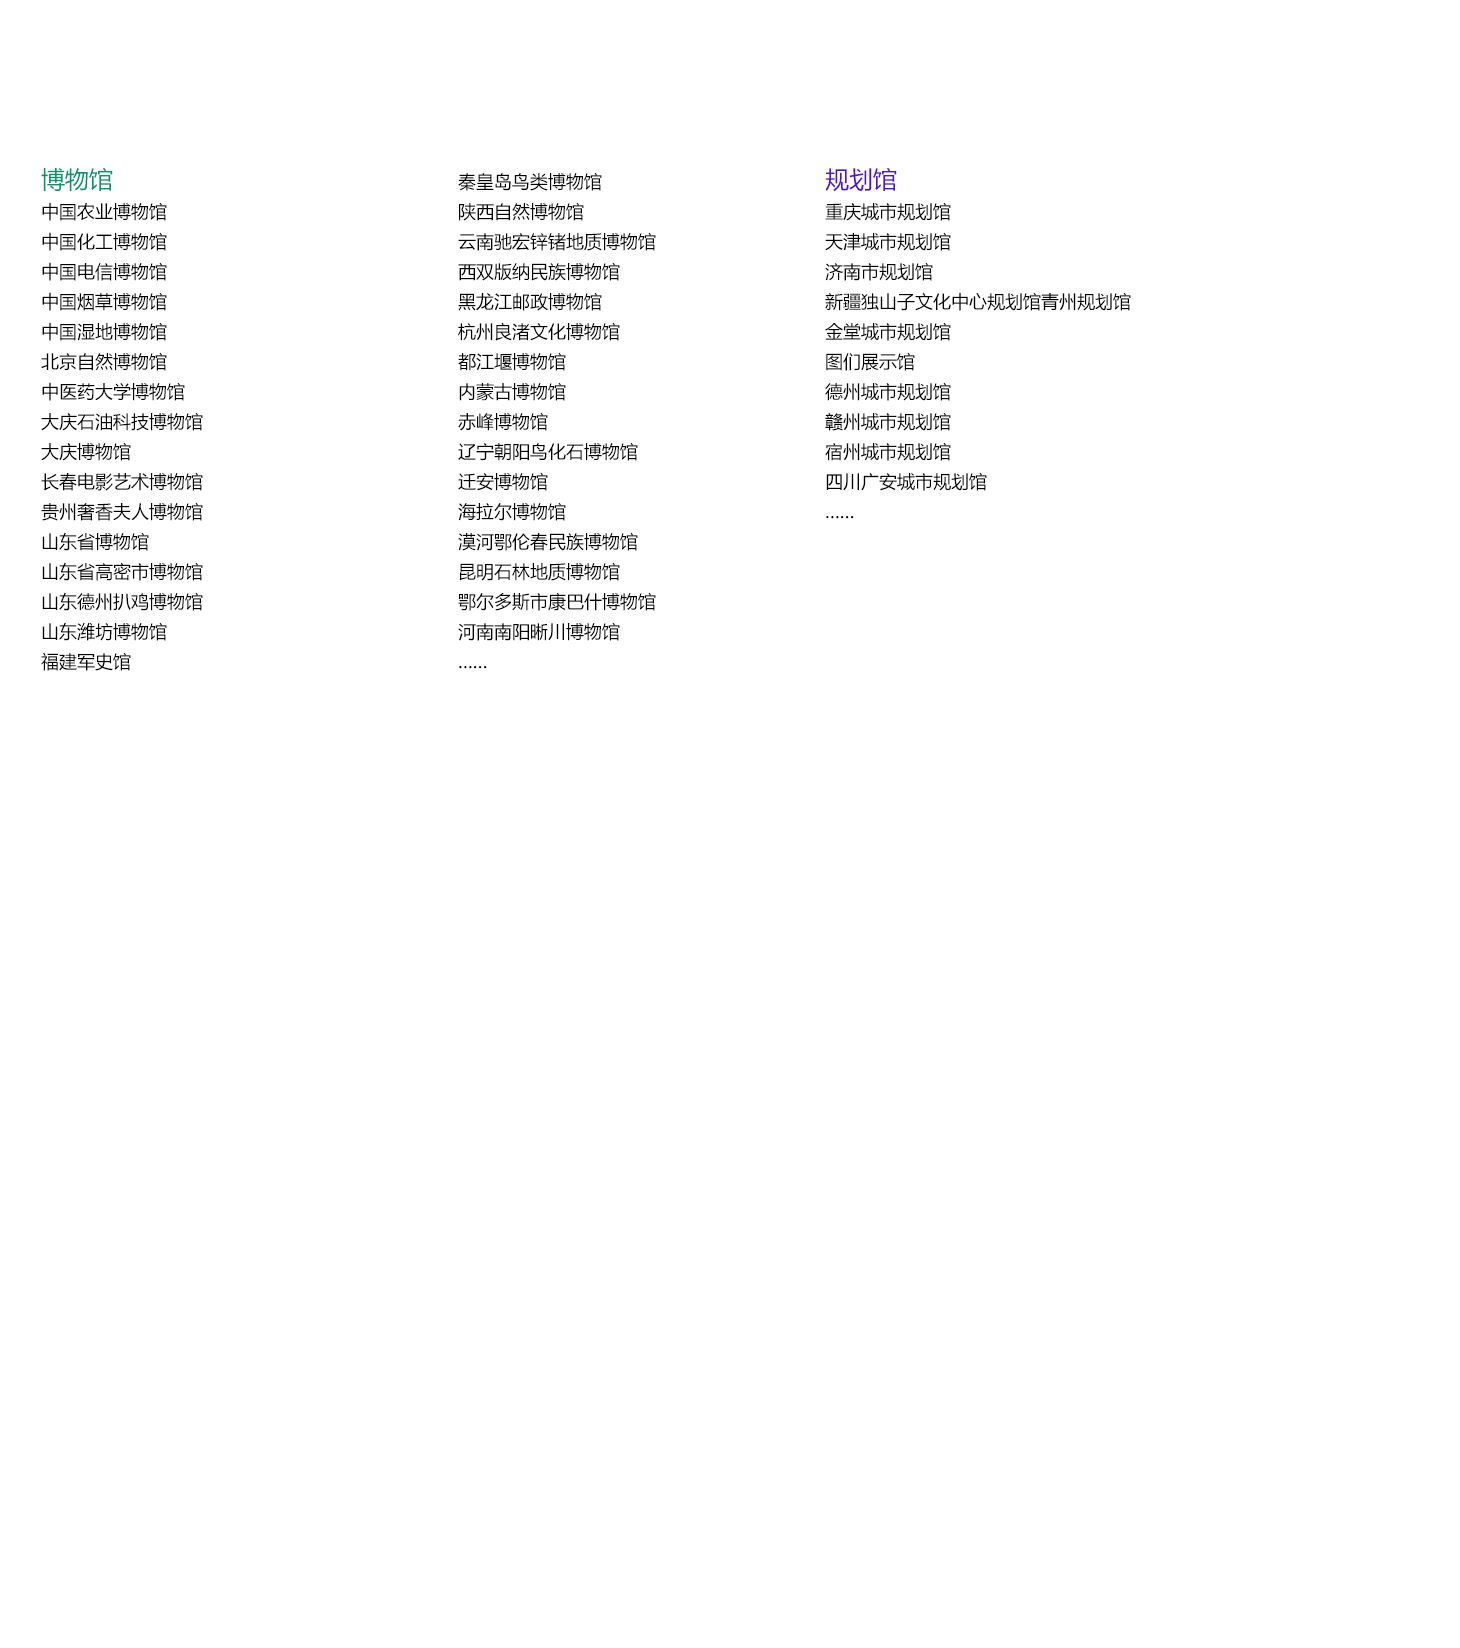 博物馆
中国农业博物馆
中国化工博物馆
中国电信博物馆
中国烟草博物馆
中国湿地博物馆
北京自然博物馆
中医药大学博物馆
大庆石油科技博物馆
大庆博物馆
长春电影艺术博物馆
贵州奢香夫人博物馆
山东省博物馆
山东省高密市博物馆
山东德州扒鸡博物馆
山东潍坊博物馆
福建军史馆
秦皇岛鸟类博物馆
陕西自然博物馆
云南驰宏锌锗地质博物馆
西双版纳民族博物馆
黑龙江邮政博物馆
杭州良渚文化博物馆
都江堰博物馆
内蒙古博物馆
赤峰博物馆
辽宁朝阳鸟化石博物馆
迁安博物馆
海拉尔博物馆
漠河鄂伦春民族博物馆
昆明石林地质博物馆
鄂尔多斯市康巴什博物馆
河南南阳晰川博物馆
......
规划馆
重庆城市规划馆
天津城市规划馆
济南市规划馆
新疆独山子文化中心规划馆青州规划馆
金堂城市规划馆
图们展示馆
德州城市规划馆
赣州城市规划馆
宿州城市规划馆
四川广安城市规划馆
......